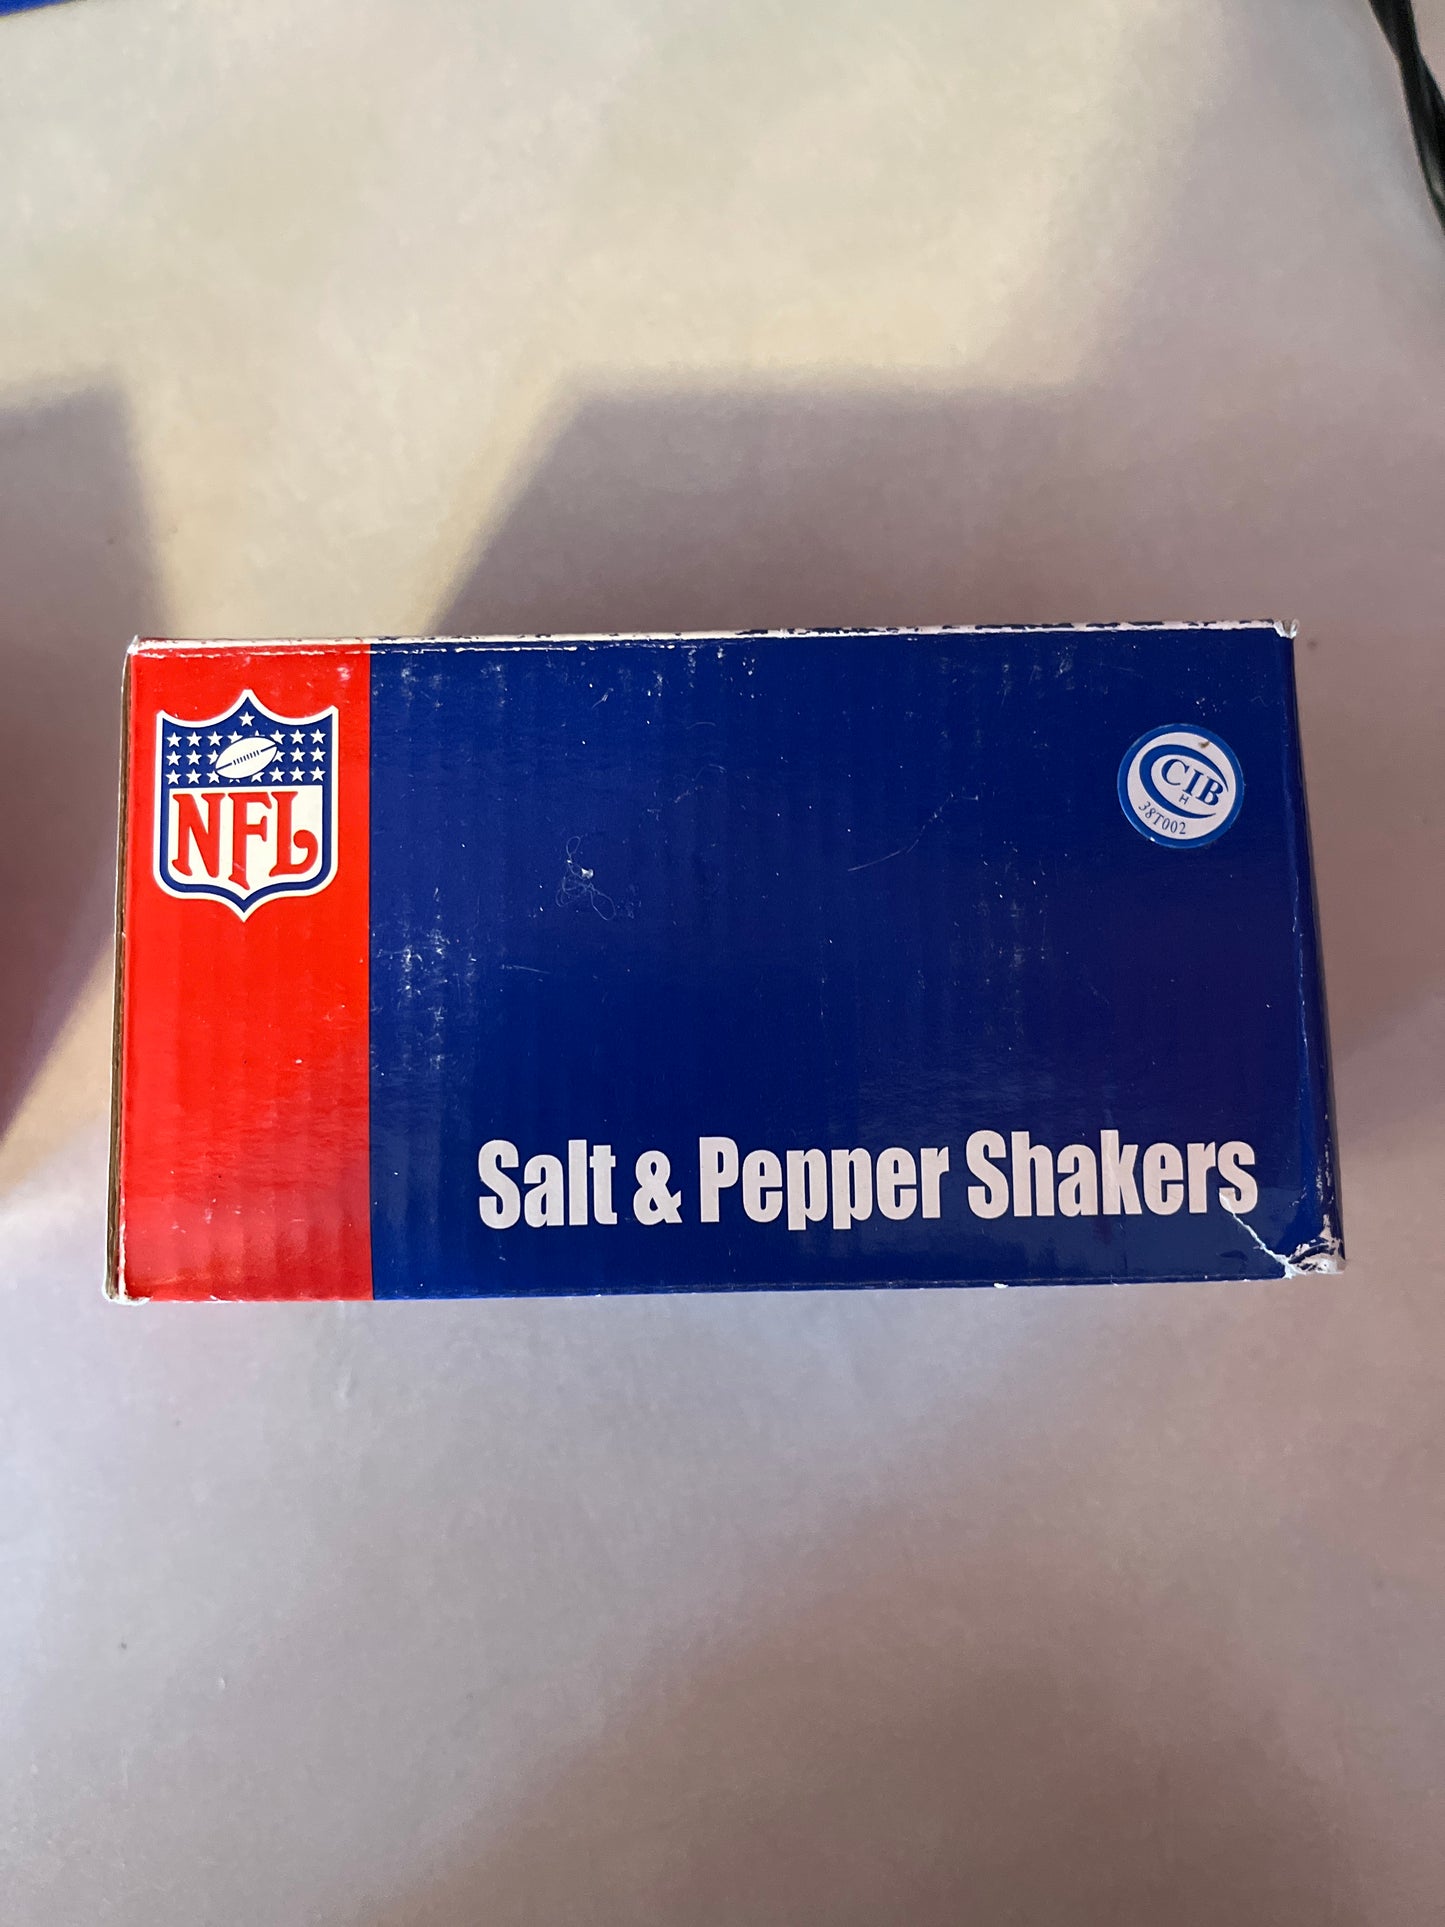 NFL
CIB
H
38T002
Salt & Pepper Shakers